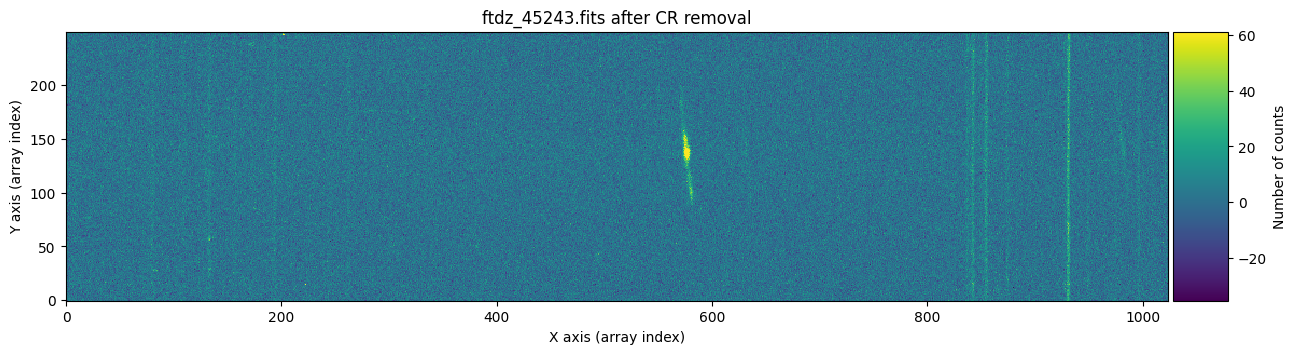 ftdz_45243.fits after CR removal
Y axis (array index)
200
150
100
50
0
0 200 400 600 800 1000
X axis (array index)
60
40
20
0
−20
Number of counts